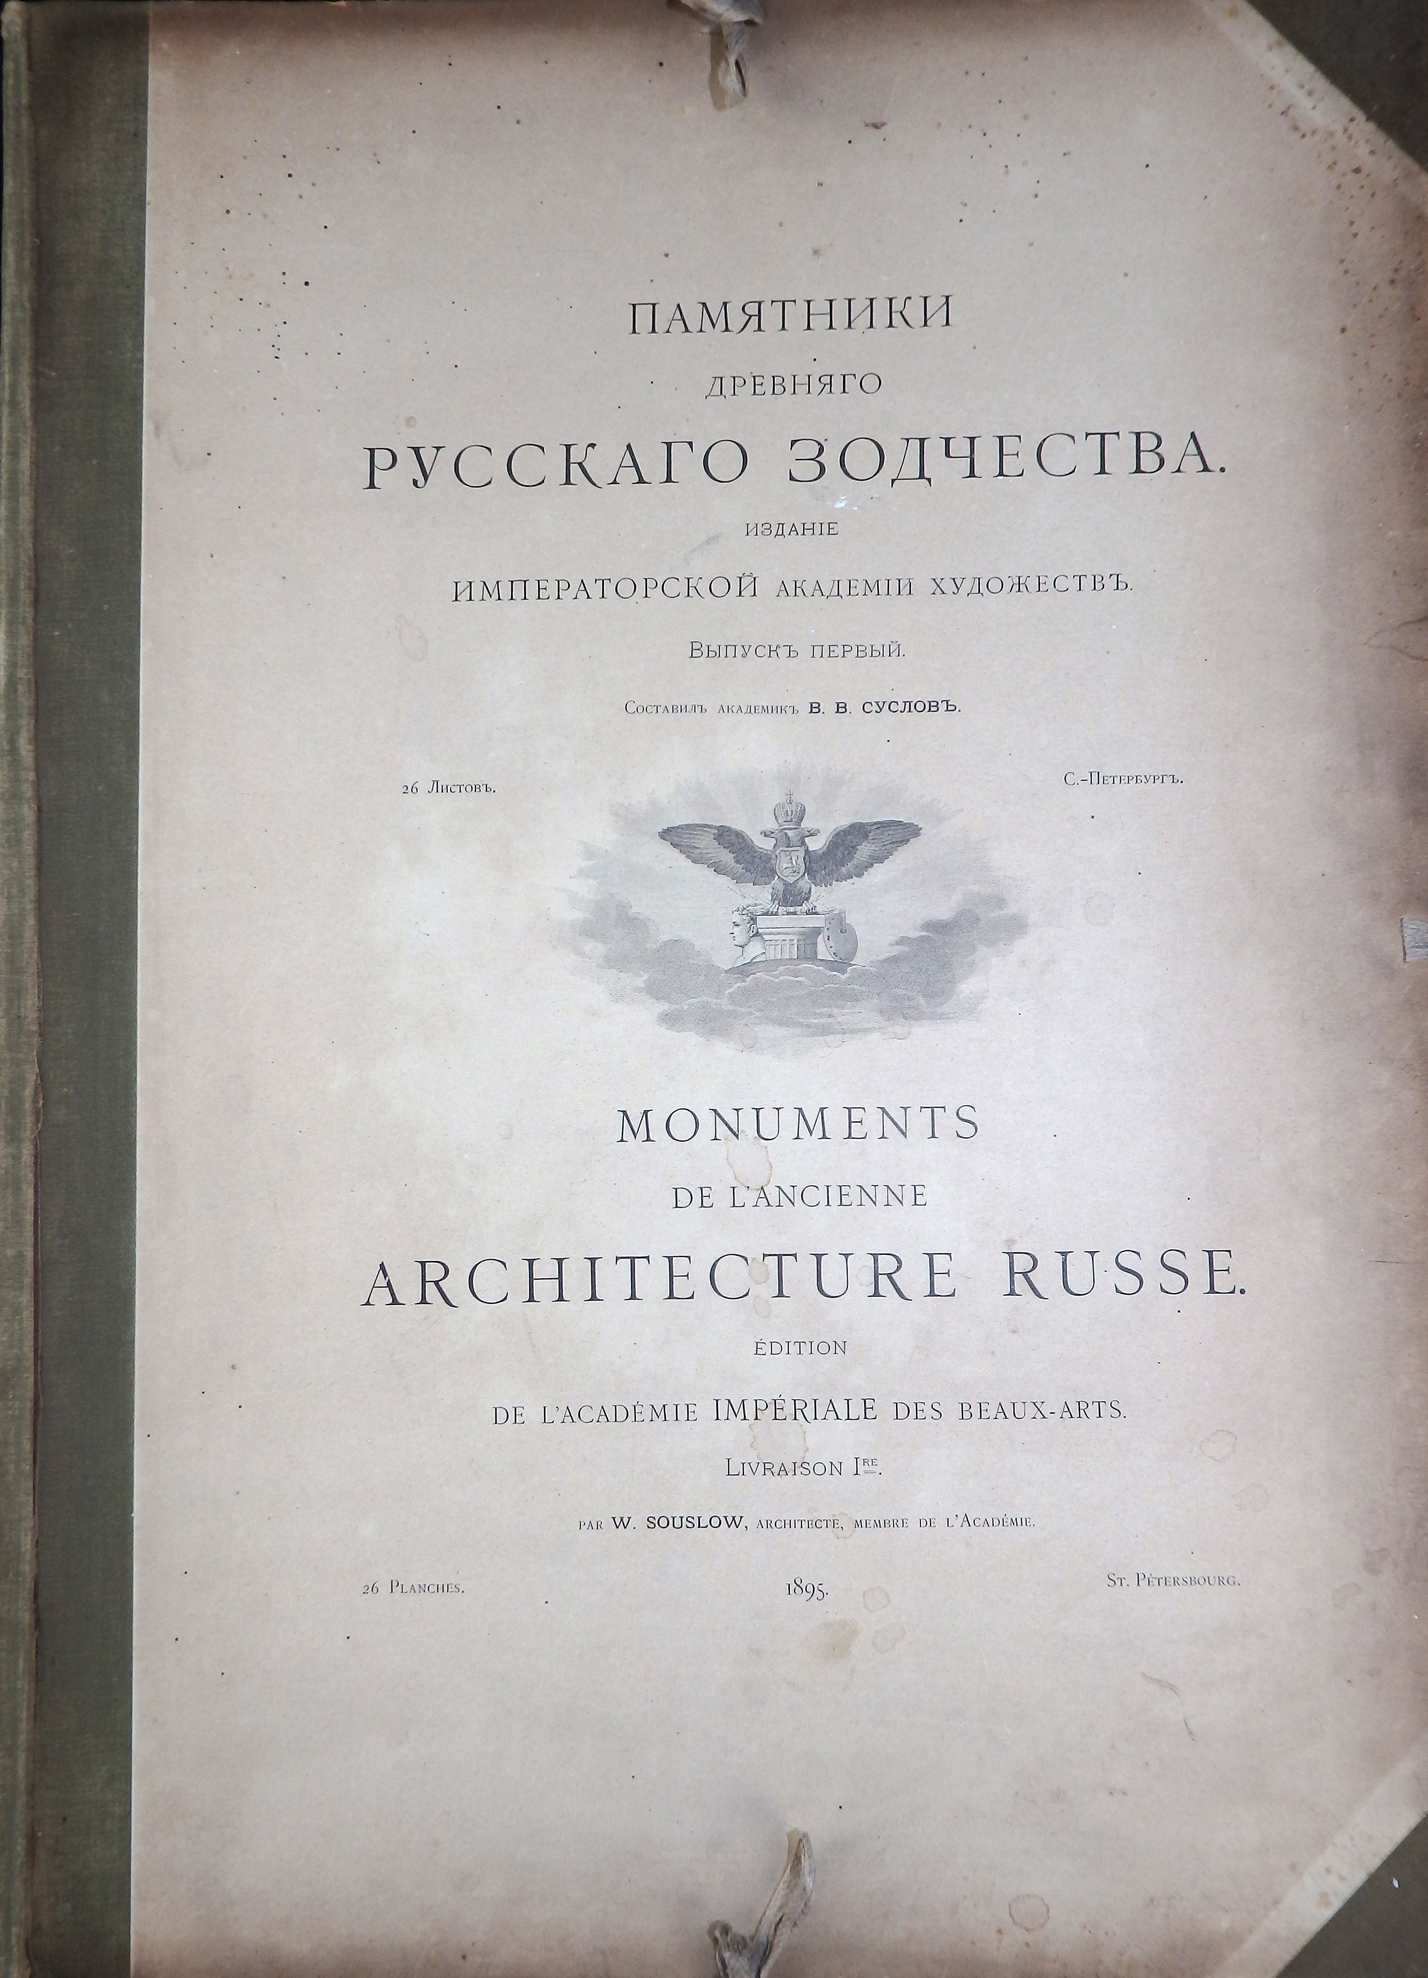 ПАМЯТНИКИ
ДРЕВНЯГО
РУССКАГО ЗОДЧЕСТВА.
ИЗДАНІЕ
ИМПЕРАТОРСКОЙ АКАДЕМІИ ХУДОЖЕСТВЪ.
Выпускъ первый.
Составилъ академикъ В. В. СУСЛОВЪ.
26 Листовъ.
С.-Петербургъ.
MONUMENTS
DE L'ANCIENNE
ARCHITECTURE RUSSE.
ÉDITION
DE L'ACADÉMIE IMPÉRIALE DES BEAUX-ARTS.
Livraison Ire.
par W. SOUSLOW, architecte, membre de l'Académie.
26 Planches.
1895.
St. Pétersbourg.